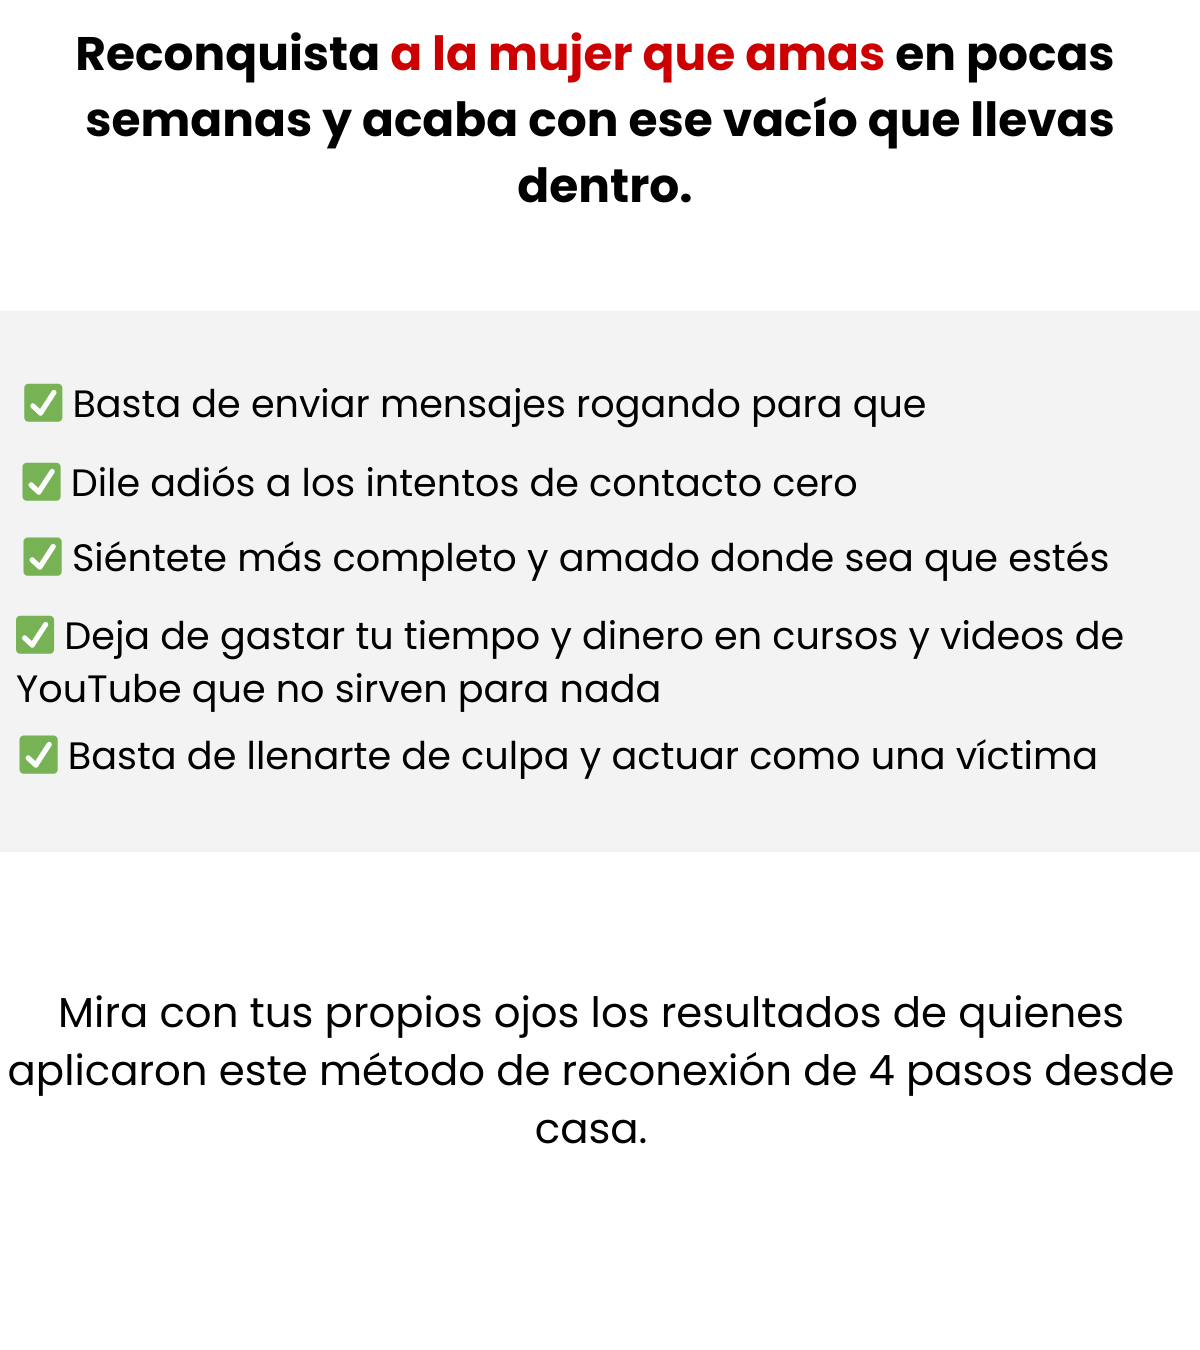 Reconquista a la mujer que amas en pocas
semanas y acaba con ese vacío que llevas
dentro.
✅ Basta de enviar mensajes rogando para que
✅ Dile adiós a los intentos de contacto cero
✅ Siéntete más completo y amado donde sea que estés
✅ Deja de gastar tu tiempo y dinero en cursos y videos de
YouTube que no sirven para nada
✅ Basta de llenarte de culpa y actuar como una víctima
Mira con tus propios ojos los resultados de quienes
aplicaron este método de reconexión de 4 pasos desde
casa.